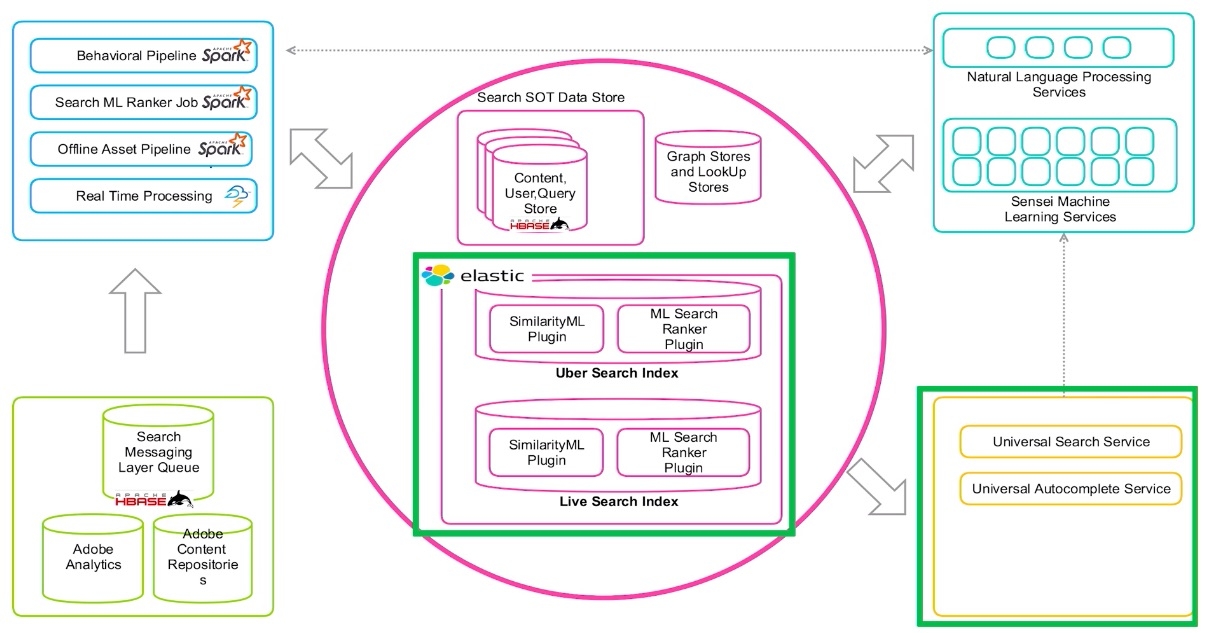 Behavioral Pipeline APACHE Spark
Search ML Ranker Job APACHE Spark
Offline Asset Pipeline APACHE Spark
Real Time Processing
Search SOT Data Store
Content,
User,Query
Store
APACHE
HBASE
Graph Stores
and LookUp
Stores
Natural Language Processing
Services
Sensei Machine
Learning Services
elastic
SimilarityML
Plugin
ML Search
Ranker
Plugin
Uber Search Index
SimilarityML
Plugin
ML Search
Ranker
Plugin
Live Search Index
Search
Messaging
Layer Queue
APACHE
HBASE
Adobe
Analytics
Adobe
Content
Repositorie
s
Universal Search Service
Universal Autocomplete Service